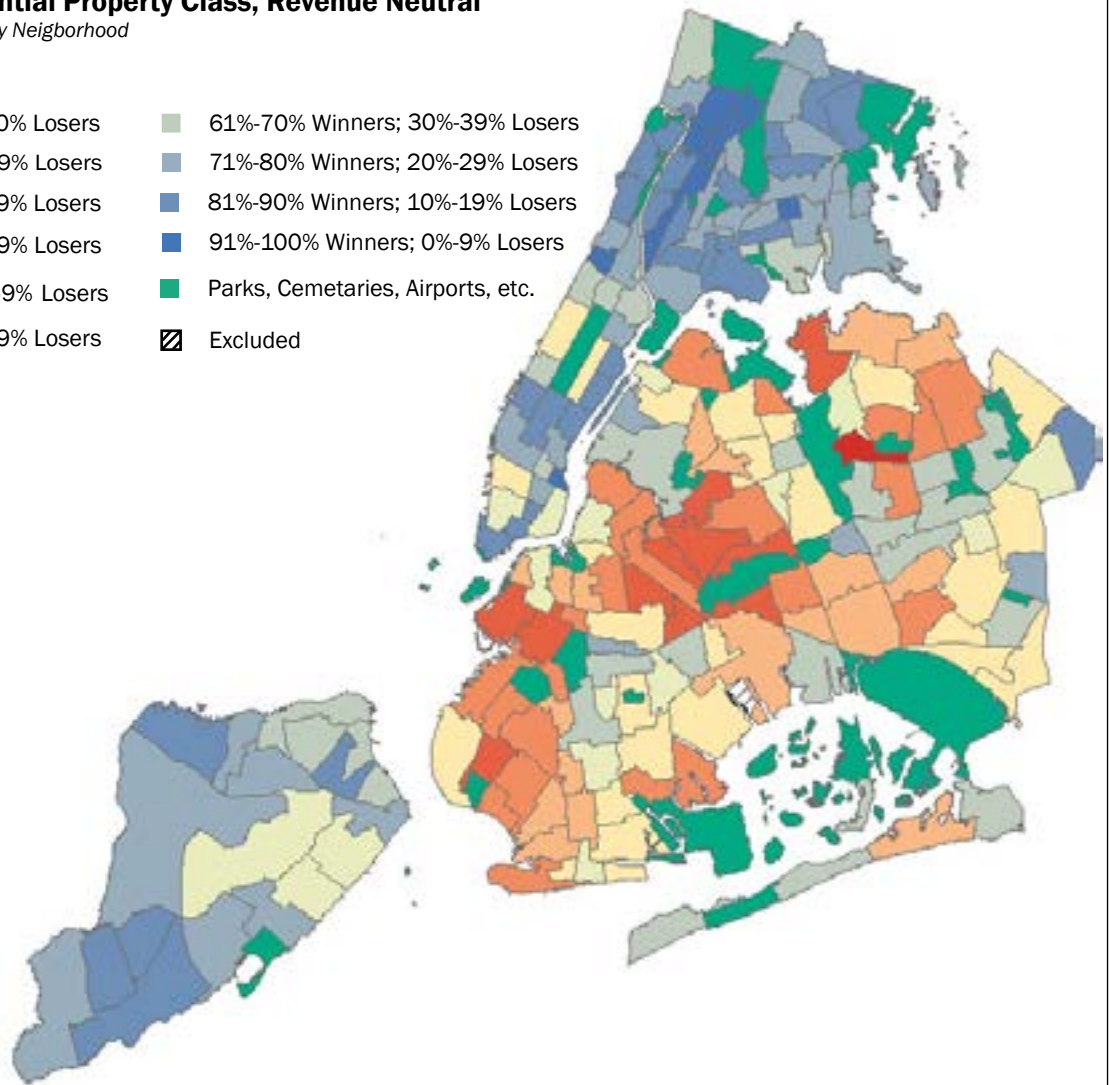 ntial Property Class, Revenue Neutral
y Neigborhood
0% Losers
61%-70% Winners; 30%-39% Losers
9% Losers
71%-80% Winners; 20%-29% Losers
9% Losers
81%-90% Winners; 10%-19% Losers
9% Losers
91%-100% Winners; 0%-9% Losers
9% Losers
Parks, Cemetaries, Airports, etc.
9% Losers
Excluded